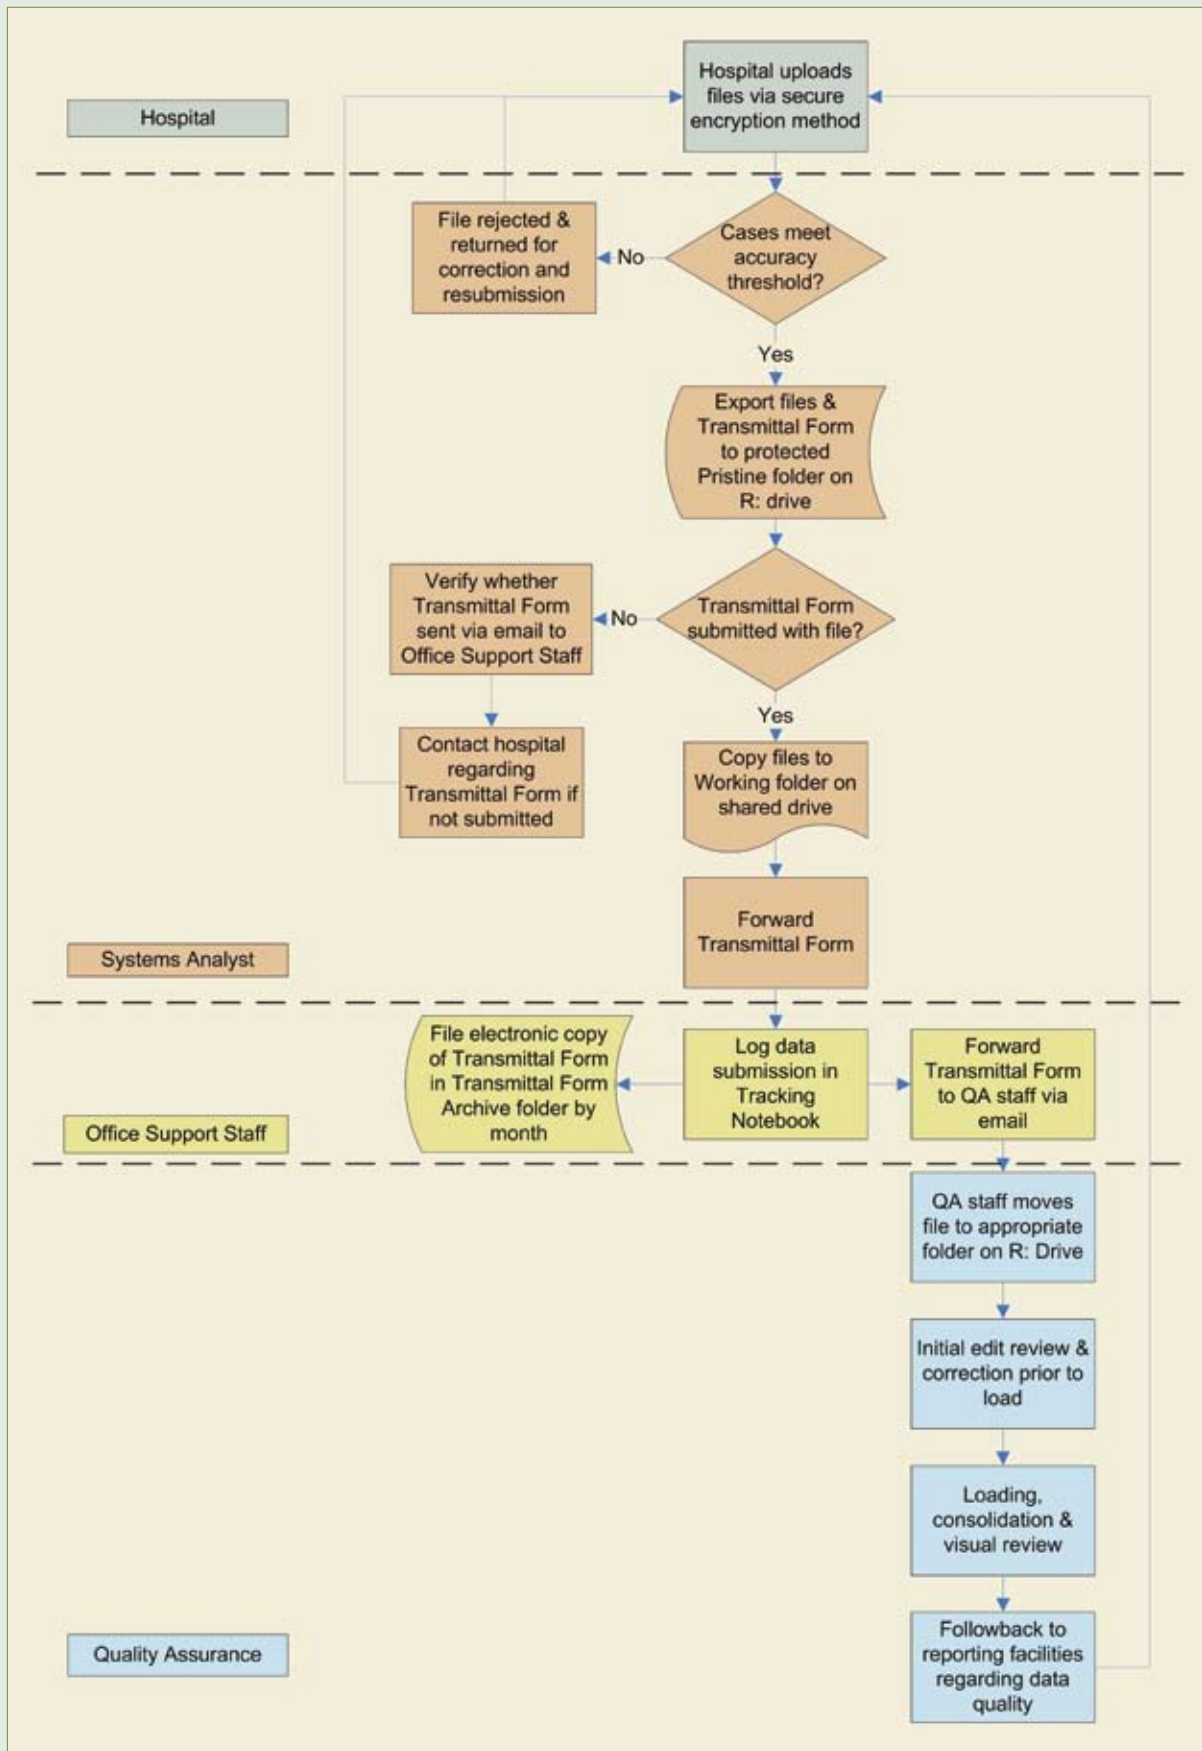 Hospital uploads
files via secure
encryption method
Hospital
File rejected &
returned for
correction and
resubmission
No
Cases meet
accuracy
threshold?
Yes
Export files &
Transmittal Form
to protected
Pristine folder on
R: drive
Verify whether
Transmittal Form
sent via email to
Office Support Staff
No
Transmittal Form
submitted with file?
Yes
Contact hospital
regarding
Transmittal Form if
not submitted
Copy files to
Working folder on
shared drive
Forward
Transmittal Form
Systems Analyst
File electronic copy
of Transmittal Form
in Transmittal Form
Archive folder by
month
Log data
submission in
Tracking
Notebook
Forward
Transmittal Form
to QA staff via
email
Office Support Staff
QA staff moves
file to appropriate
folder on R: Drive
Initial edit review &
correction prior to
load
Loading,
consolidation &
visual review
Followback to
reporting facilities
regarding data
quality
Quality Assurance